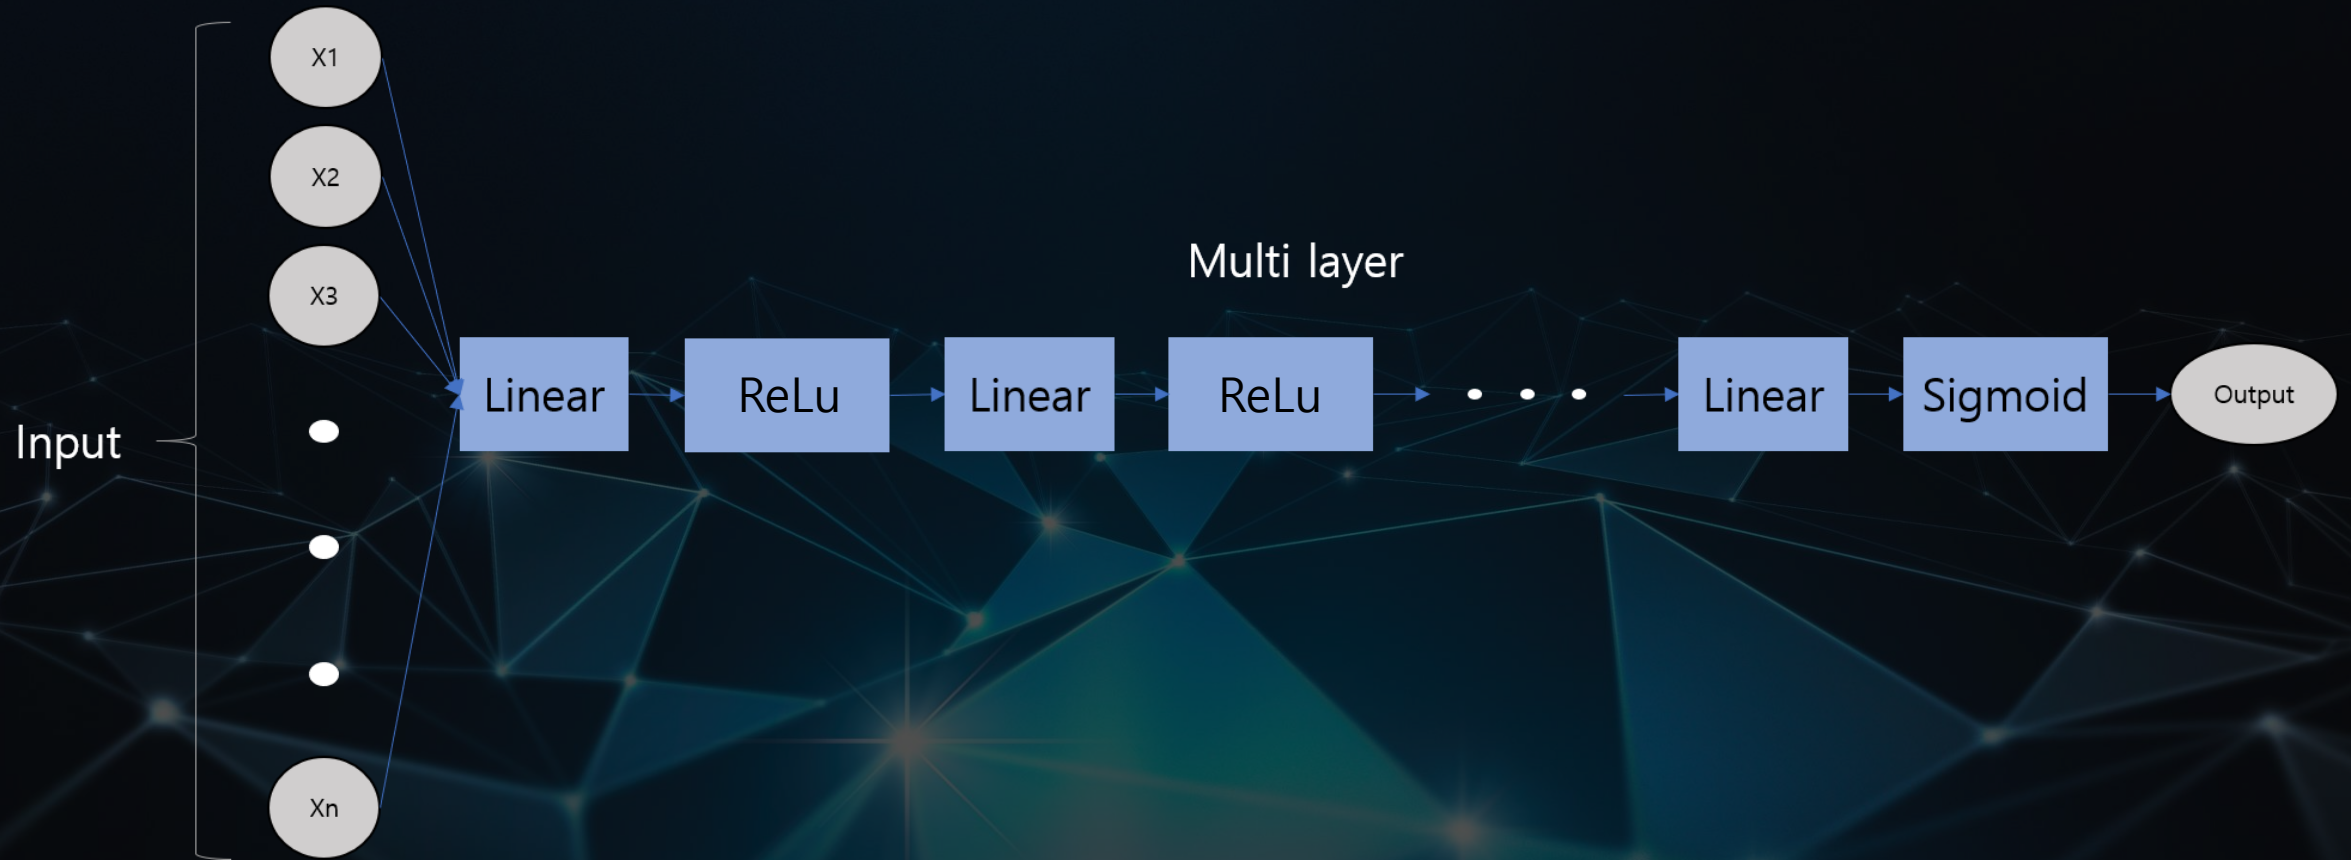 X1
X2
X3
Multi layer
Linear
ReLu
Linear
ReLu
Linear
Sigmoid
Output
Input
Xn